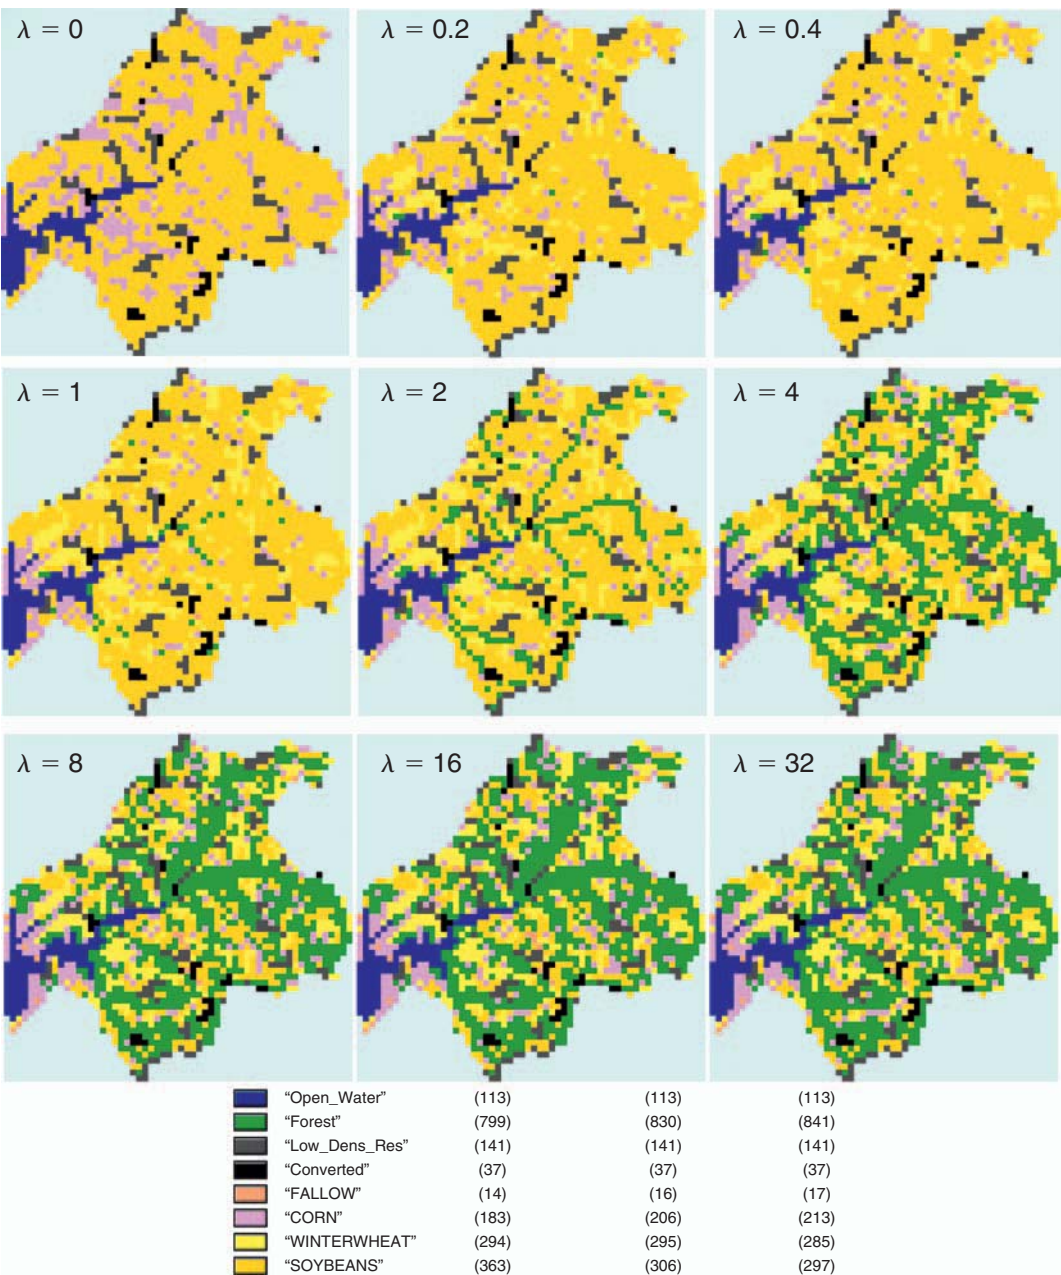 λ = 0 λ = 0.2 λ = 0.4
λ = 1 λ = 2 λ = 4
λ = 8 λ = 16 λ = 32
“Open_Water” (113) (113) (113)
“Forest” (799) (830) (841)
“Low_Dens_Res” (141) (141) (141)
“Converted” (37) (37) (37)
“FALLOW” (14) (16) (17)
“CORN” (183) (206) (213)
“WINTERWHEAT” (294) (295) (285)
“SOYBEANS” (363) (306) (297)